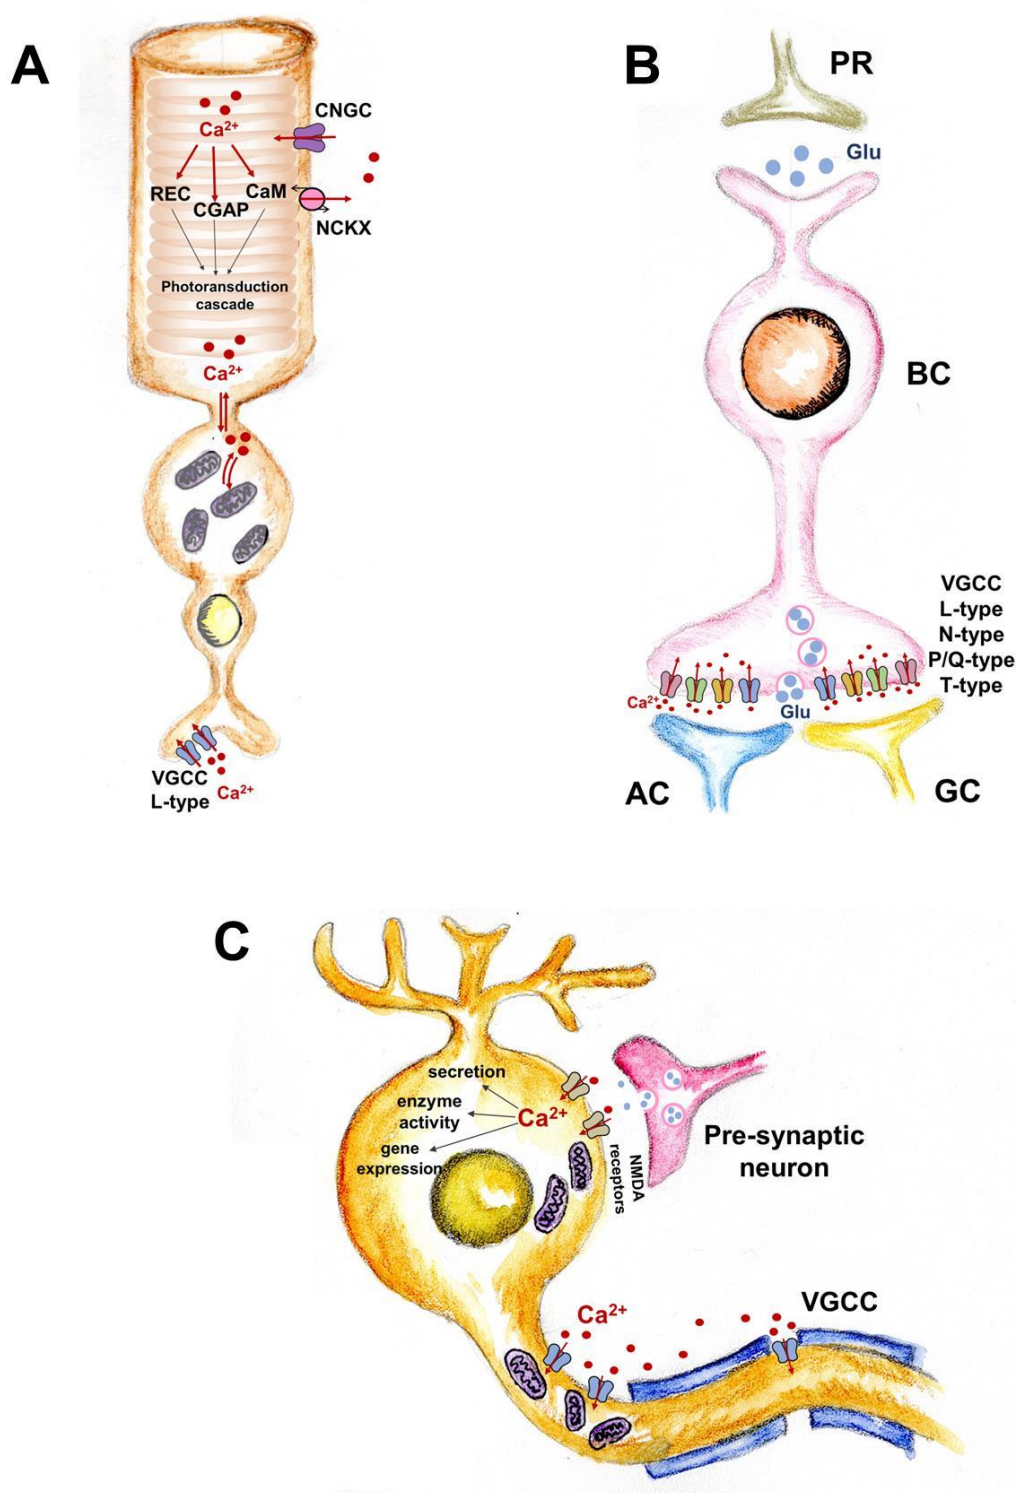 A
CNGC
Ca2+
REC
CaM
CGAP
NCKX
Photoransduction
cascade
Ca2+
VGCC
L-type
Ca2+
B
PR
Glu
BC
VGCC
L-type
N-type
P/Q-type
T-type
Ca2+
Glu
AC
GC
C
secretion
enzyme
activity
Ca2+
gene
expression
NMDA
receptors
Pre-synaptic
neuron
Ca2+
VGCC